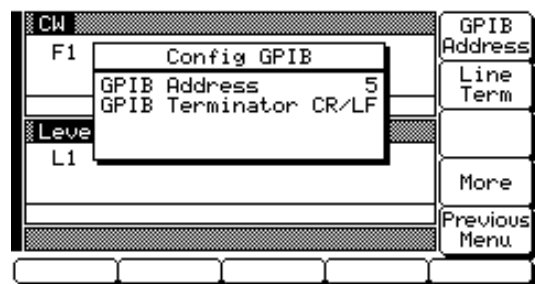 CW
F1
Config GPIB
GPIB Address 5
GPIB Terminator CR/LF
Leve
L1
GPIB
Address
Line
Term
More
Previous
Menu